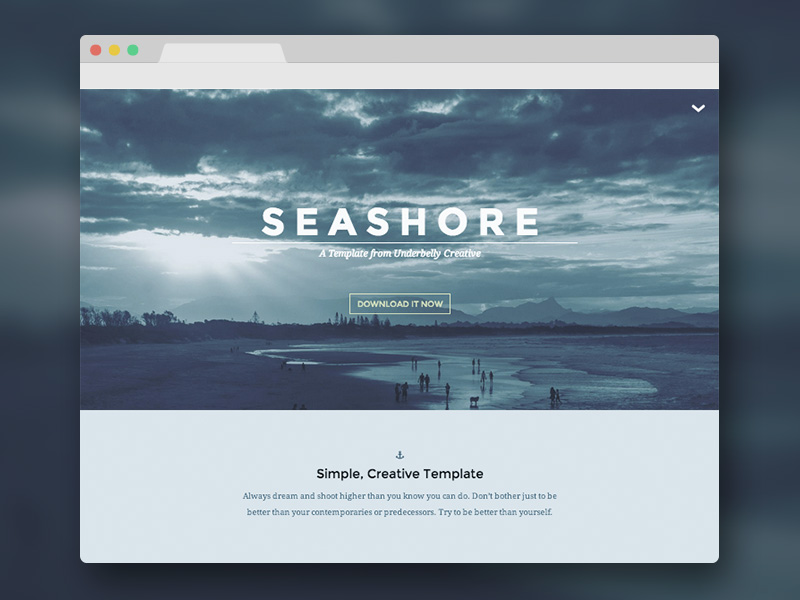 SEASHORE
A Template from Underbelly Creative
DOWNLOAD IT NOW
Simple, Creative Template
Always dream and shoot higher than you know you can do. Don't bother just to be
better than your contemporaries or predecessors. Try to be better than yourself.